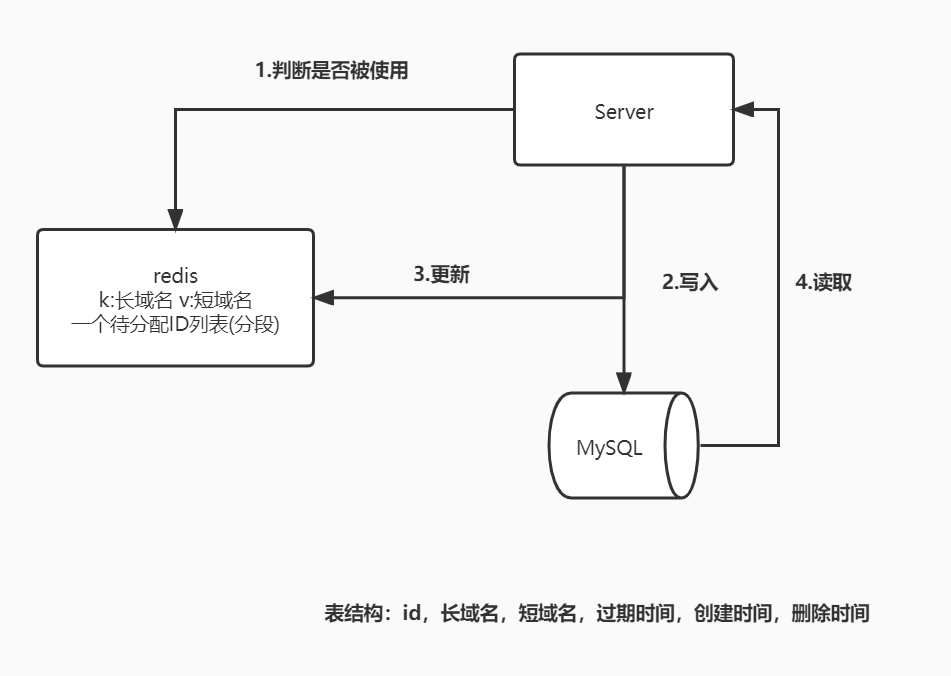 1.判断是否被使用
Server
redis
k:长域名 v:短域名
一个待分配ID列表(分段)
3.更新
2.写入
4.读取
MySQL
表结构：id，长域名，短域名，过期时间，创建时间，删除时间